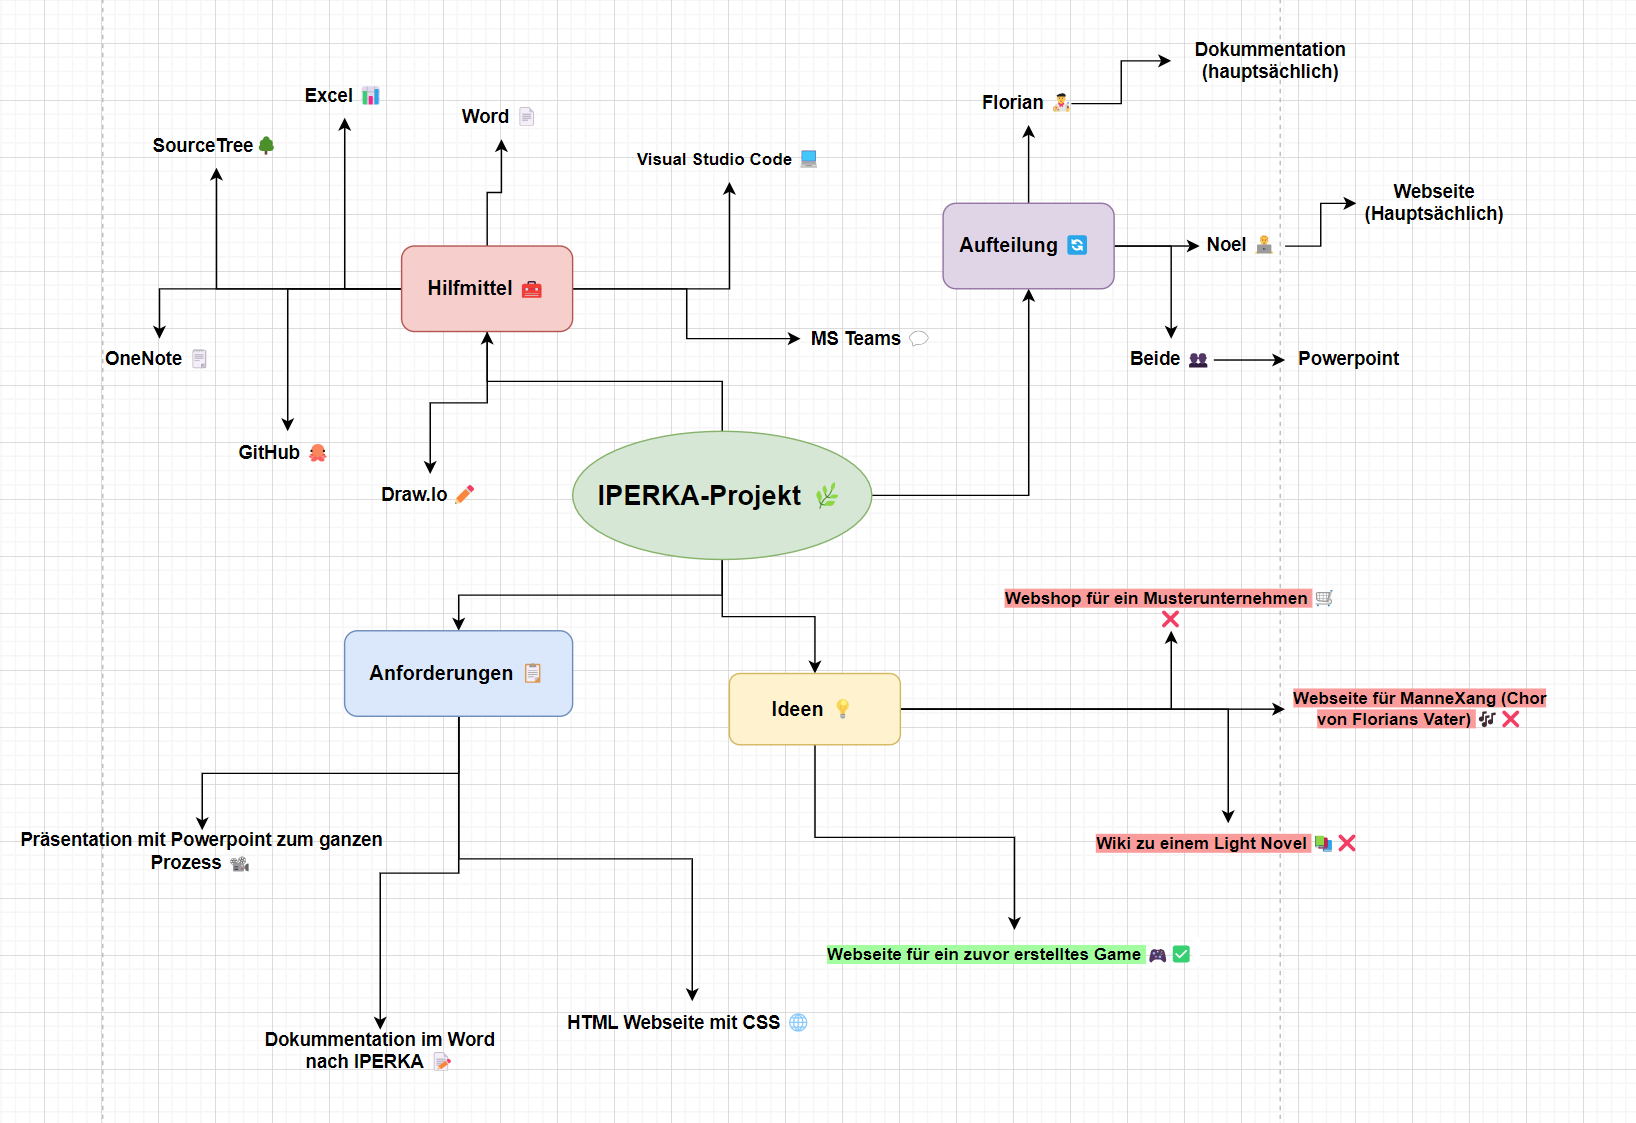 Dokummentation
(hauptsächlich)
Excel
Florian
Word
SourceTree
Visual Studio Code
Webseite
(Hauptsächlich)
Aufteilung
Noel
Hilfmittel
MS Teams
OneNote
Beide
Powerpoint
GitHub
Draw.Io
IPERKA-Projekt
Webshop für ein Musterunternehmen
Anforderungen
Ideen
Webseite für ManneXang (Chor
von Florians Vater)
Präsentation mit Powerpoint zum ganzen
Prozess
Wiki zu einem Light Novel
Webseite für ein zuvor erstelltes Game
HTML Webseite mit CSS
Dokummentation im Word
nach IPERKA